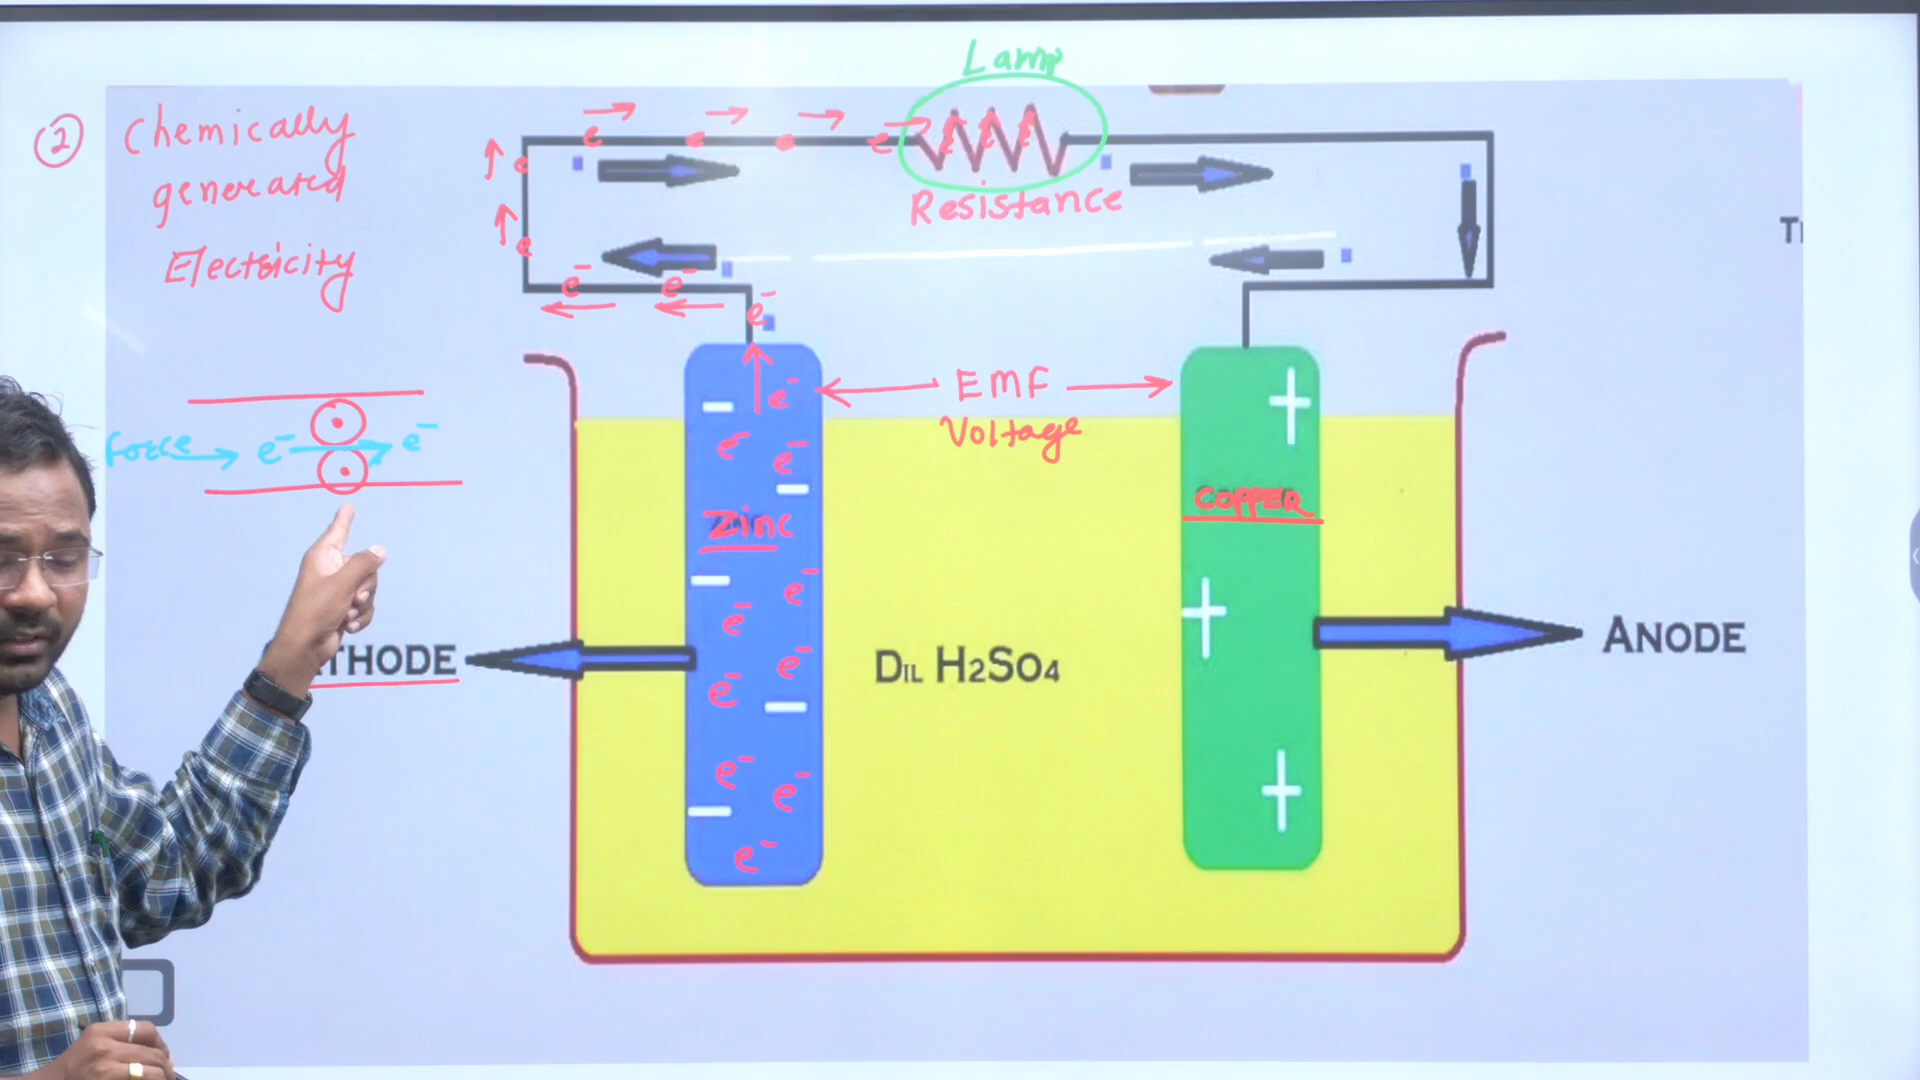 Lamp
② Chemically
generated
Electricity
e e e e e e e
e
e
Resistance
e⁻ e⁻ e⁻
EMF
Voltage
e⁻
Force e⁻ e⁻
e⁻ e⁻
Zinc
COPPER
e⁻
e⁻
THODE
DIL H2SO4
ANODE
e⁻
e⁻
e⁻
e⁻
e⁻